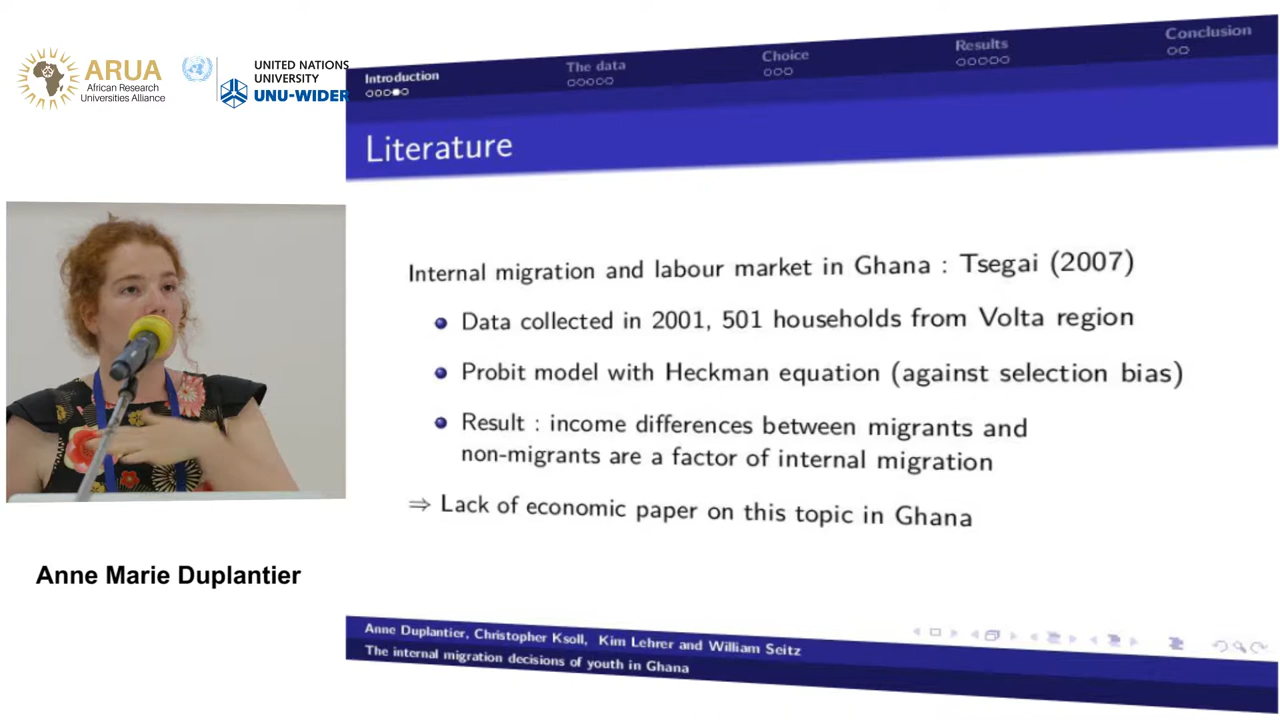 ARUA
African Research
Universities Alliance
UNITED NATIONS
UNIVERSITY
UNU-WIDER
Introduction
The data
Choice
Results
Conclusion
Literature
Internal migration and labour market in Ghana : Tsegai (2007)
Data collected in 2001, 501 households from Volta region
Probit model with Heckman equation (against selection bias)
Result : income differences between migrants and
non-migrants are a factor of internal migration
⇒ Lack of economic paper on this topic in Ghana
Anne Marie Duplantier
Anne Duplantier, Christopher Ksoll, Kim Lehrer and William Seitz
The internal migration decisions of youth in Ghana